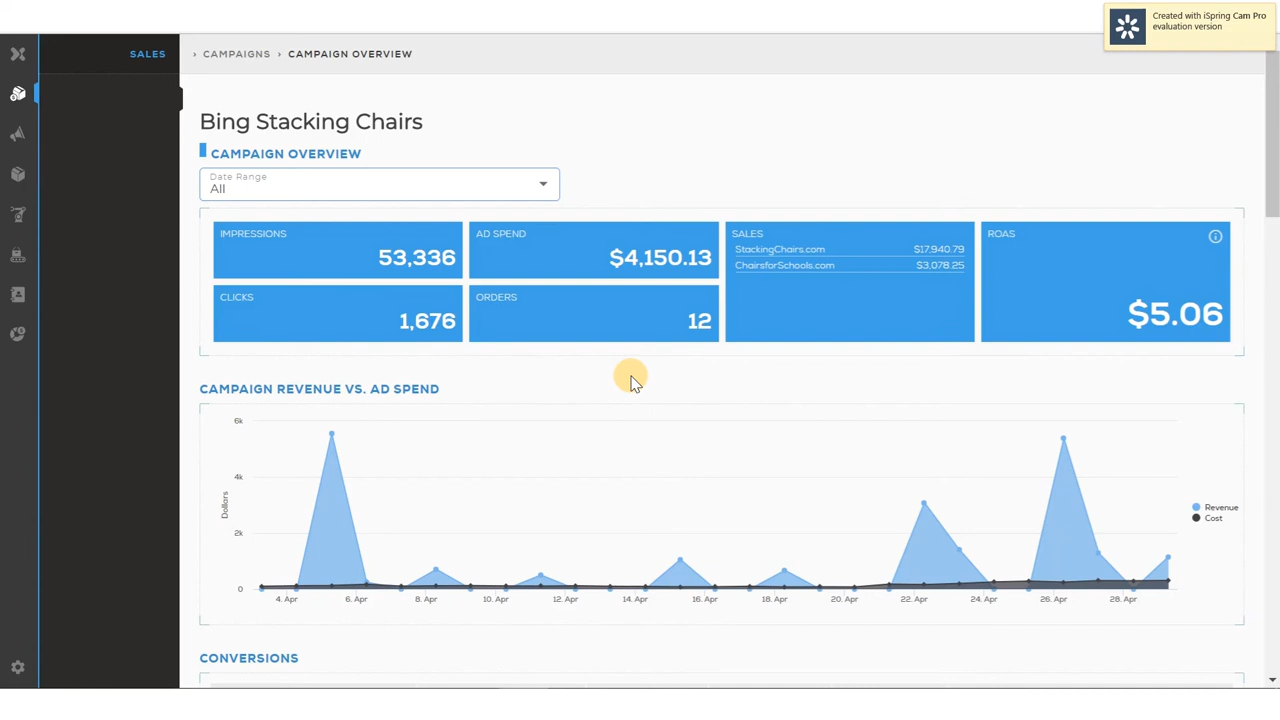 Created with iSpring Cam Pro
evaluation version
SALES
› CAMPAIGNS › CAMPAIGN OVERVIEW
Bing Stacking Chairs
CAMPAIGN OVERVIEW
Date Range
All
IMPRESSIONS
53,336
AD SPEND
$4,150.13
SALES
StackingChairs.com $17,940.79
ChairsforSchools.com $3,078.25
ROAS
$5.06
CLICKS
1,676
ORDERS
12
CAMPAIGN REVENUE VS. AD SPEND
6k
4k
2k
0
Dollars
Revenue
Cost
4. Apr 6. Apr 8. Apr 10. Apr 12. Apr 14. Apr 16. Apr 18. Apr 20. Apr 22. Apr 24. Apr 26. Apr 28. Apr
CONVERSIONS